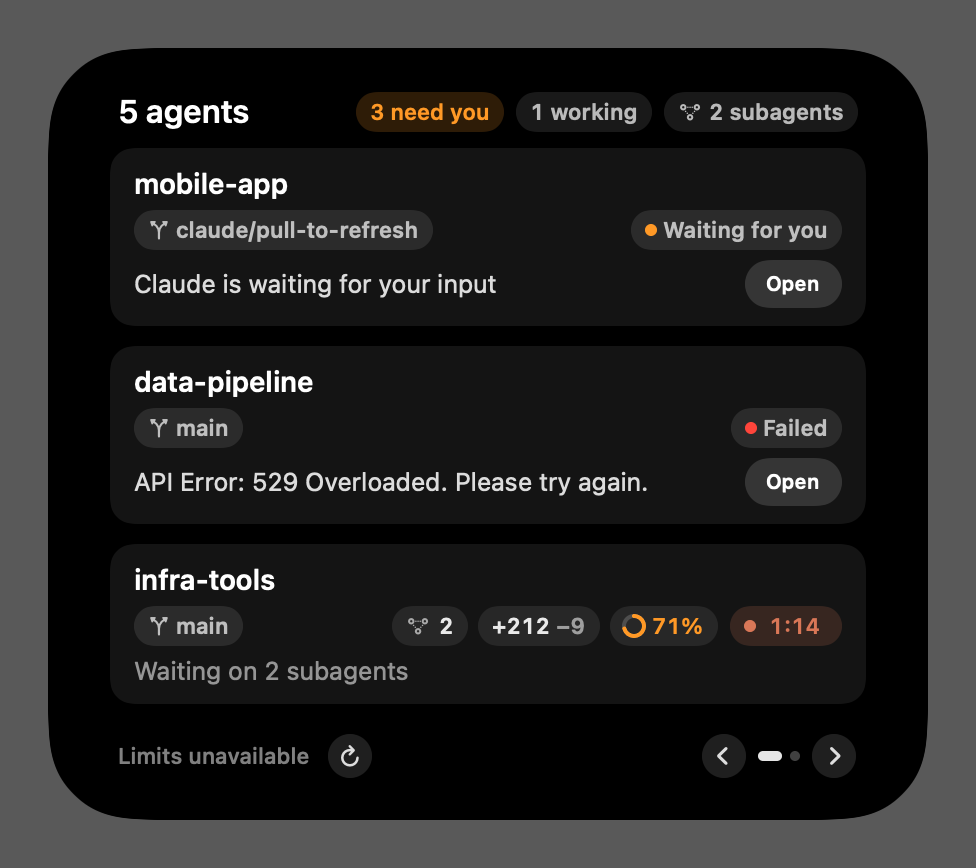 5 agents 3 need you 1 working 2 subagents
mobile-app
claude/pull-to-refresh Waiting for you
Claude is waiting for your input Open
data-pipeline
main Failed
API Error: 529 Overloaded. Please try again. Open
infra-tools
main 2 +212 −9 71% 1:14
Waiting on 2 subagents
Limits unavailable